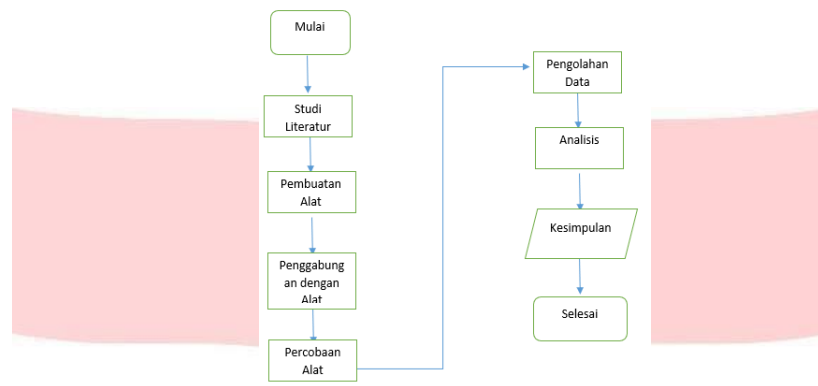 Mulai
Studi
Literatur
Pembuatan
Alat
Penggabung
an dengan
Alat
Percobaan
Alat
Pengolahan
Data
Analisis
Kesimpulan
Selesai